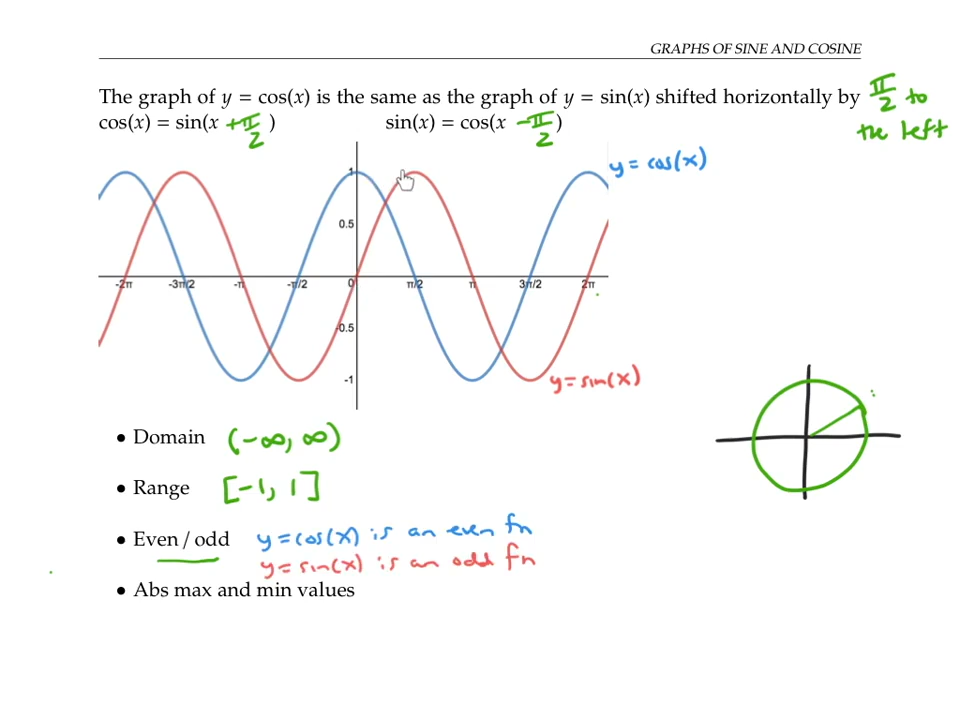 GRAPHS OF SINE AND COSINE
The graph of y = cos(x) is the same as the graph of y = sin(x) shifted horizontally by π/2 to the left
cos(x) = sin(x + π/2 )
sin(x) = cos(x - π/2 )
y = cos(x)
1
0.5
-2π -3π/2 -π -π/2 0 π/2 π 3π/2 2π
-0.5
-1
y = sin(x)
• Domain (-∞, ∞)
• Range [-1, 1]
• Even / odd y = cos(x) is an even fn
y = sin(x) is an odd fn
• Abs max and min values